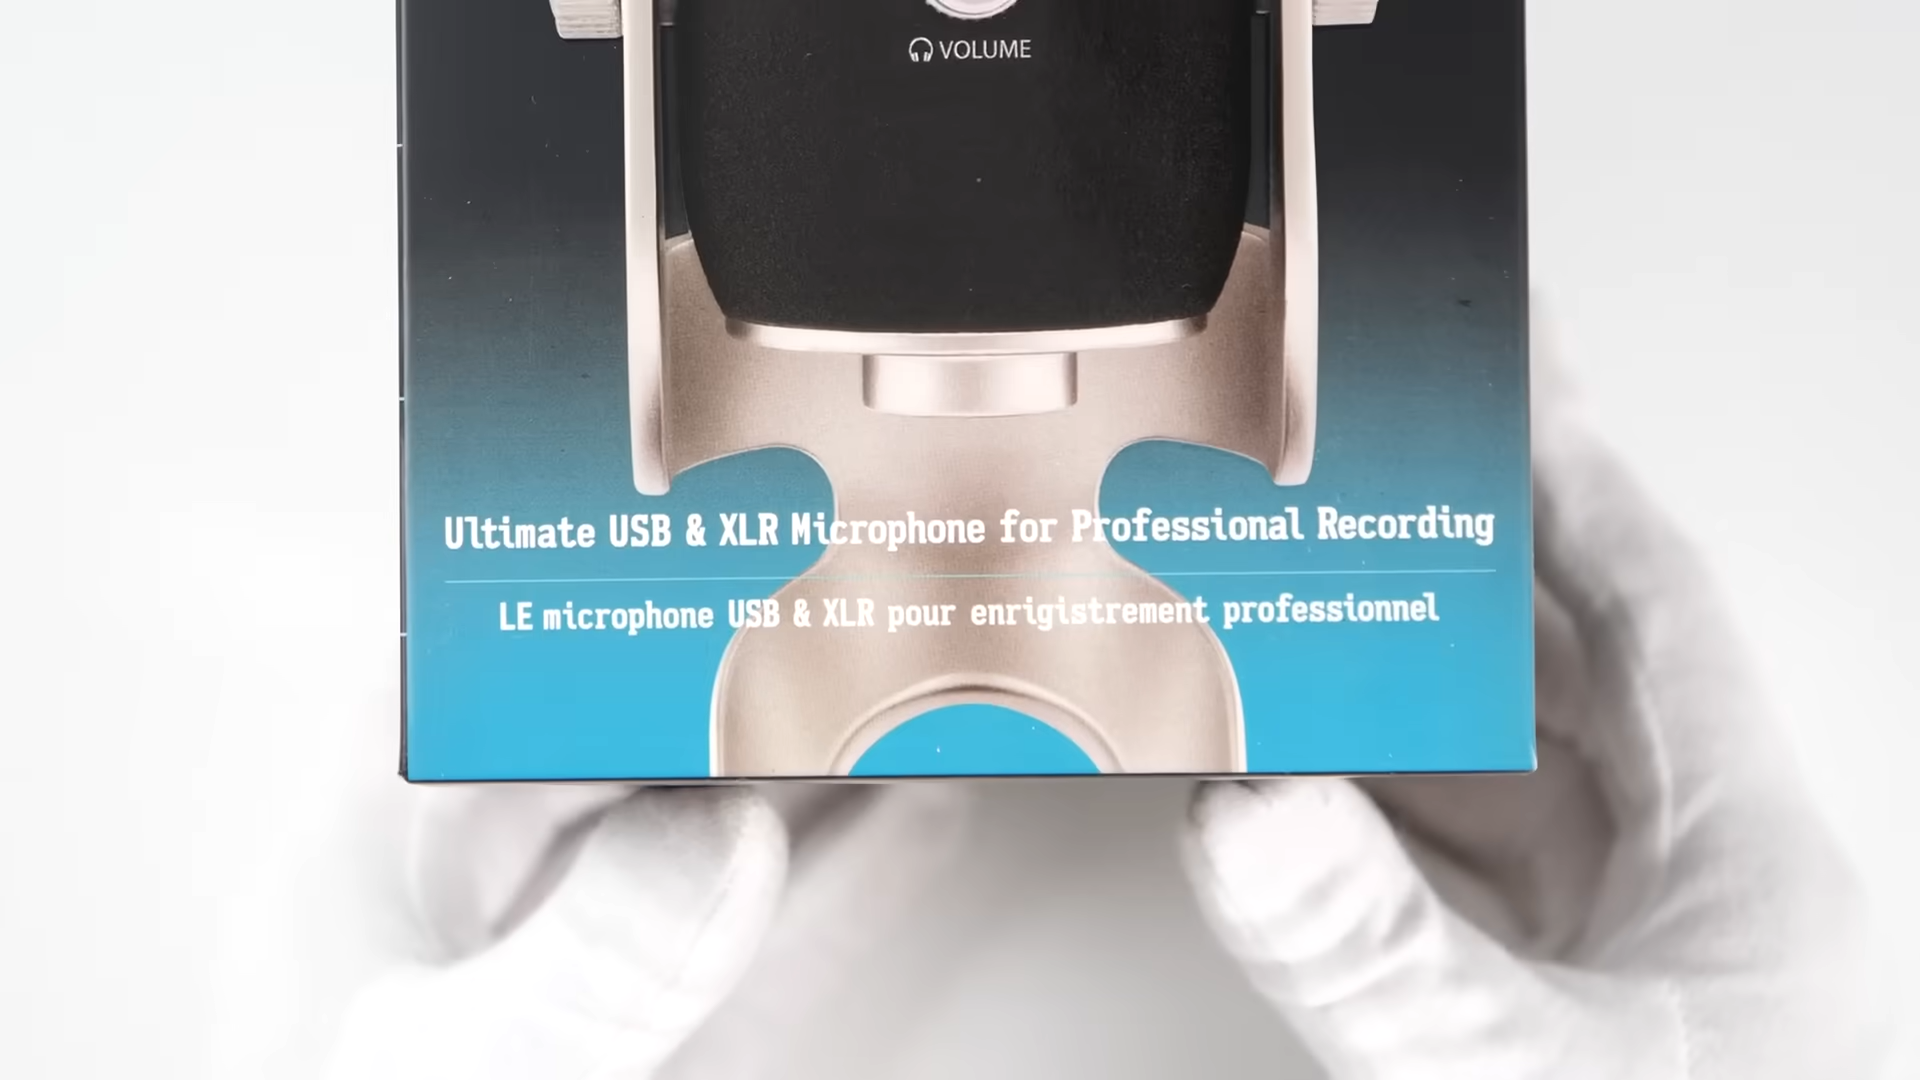 VOLUME
Ultimate USB & XLR Microphone for Professional Recording
LE microphone USB & XLR pour enrigistrement professionnel